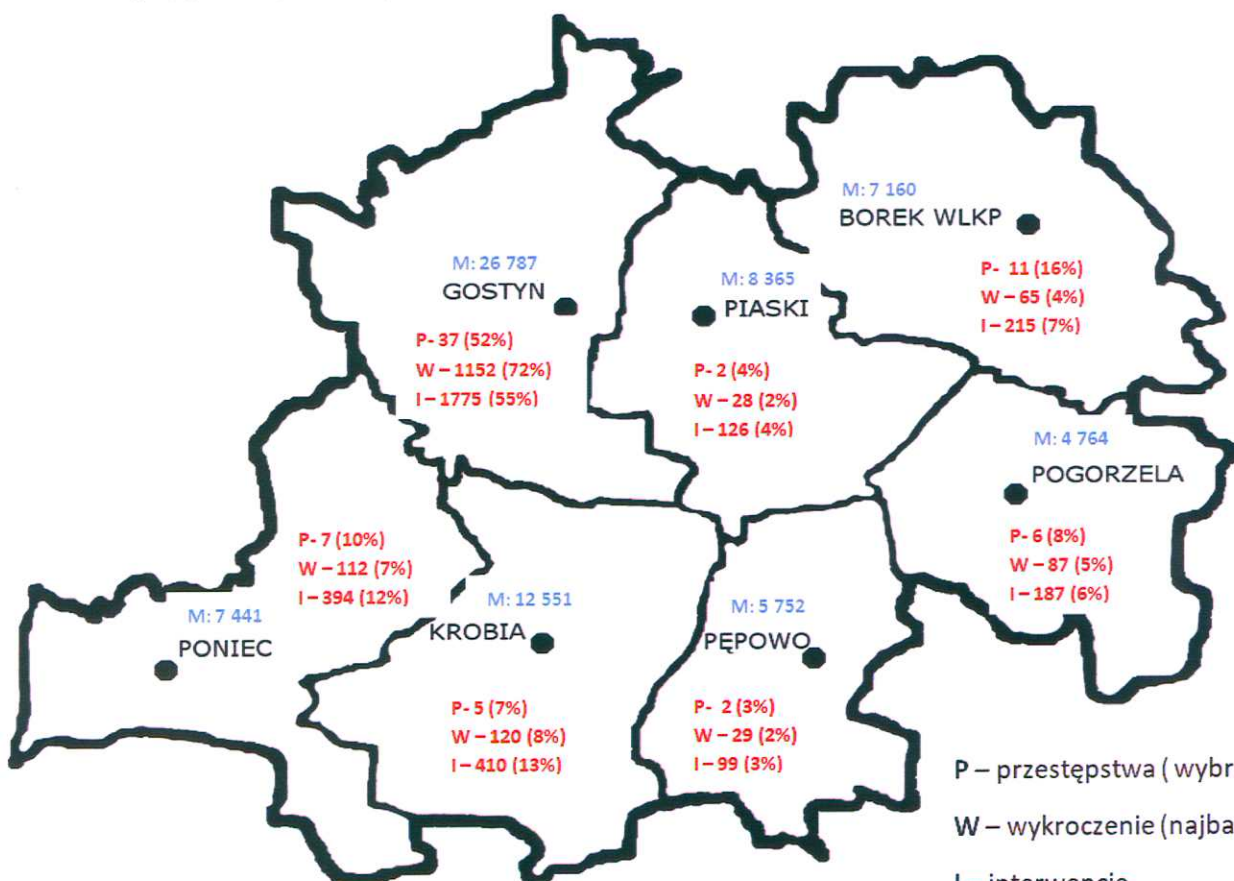 M: 7 160
BOREK WLKP
P- 11 (16%)
W – 65 (4%)
I – 215 (7%)
M: 26 787
GOSTYN
P- 37 (52%)
W – 1152 (72%)
I – 1775 (55%)
M: 8 365
PIASKI
P- 2 (4%)
W – 28 (2%)
I – 126 (4%)
M: 4 764
POGORZELA
P- 6 (8%)
W – 87 (5%)
I – 187 (6%)
P- 7 (10%)
W – 112 (7%)
I – 394 (12%)
M: 7 441
PONIEC
M: 12 551
KROBIA
P- 5 (7%)
W – 120 (8%)
I – 410 (13%)
M: 5 752
PĘPOWO
P- 2 (3%)
W – 29 (2%)
I – 99 (3%)
P – przestępstwa ( wybr
W – wykroczenie (najba
I – interwencje